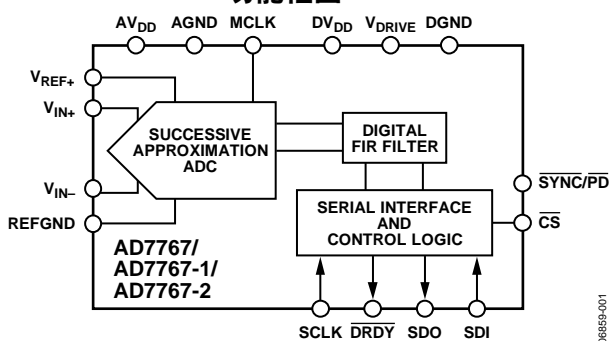 功能框图
AVDD AGND MCLK DVDD VDRIVE DGND
VREF+
VIN+
VIN–
REFGND
SUCCESSIVE
APPROXIMATION
ADC
DIGITAL
FIR FILTER
SERIAL INTERFACE
AND
CONTROL LOGIC
SYNC/PD
CS
AD7767/
AD7767-1/
AD7767-2
SCLK DRDY SDO SDI
06859-001